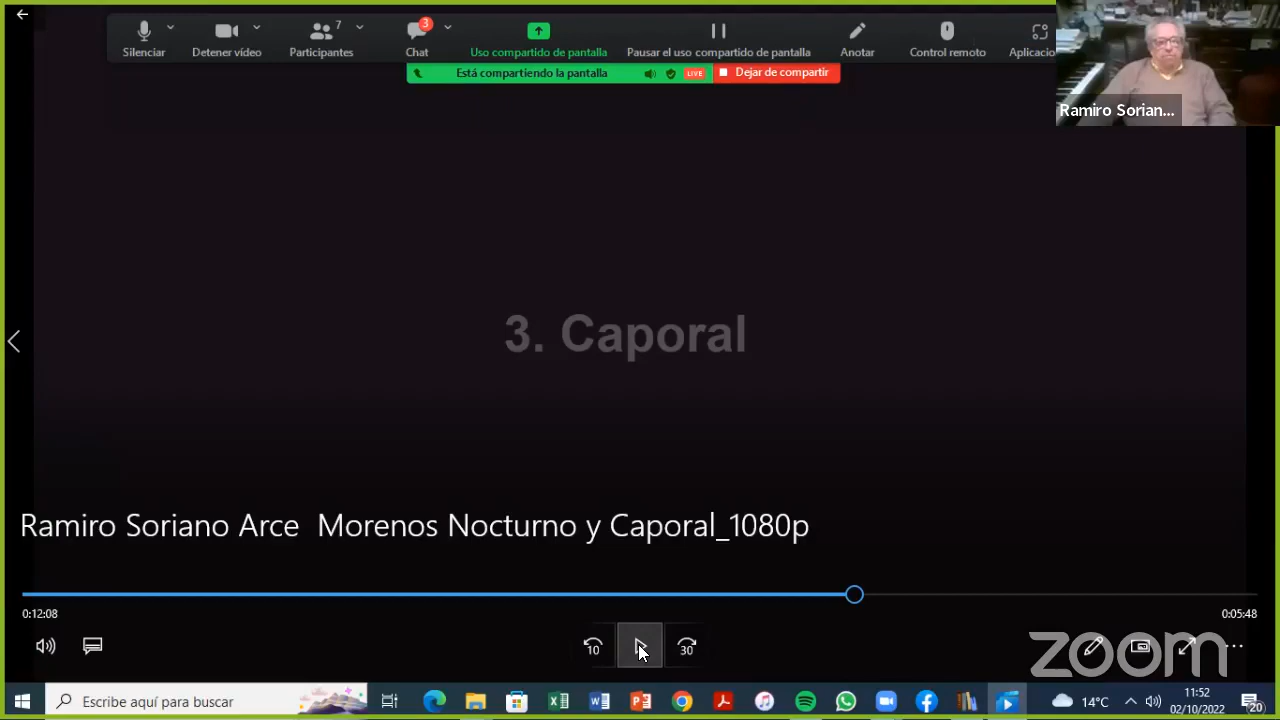 7
3
Silenciar
Detener vídeo
Participantes
Chat
Uso compartido de pantalla
Pausar el uso compartido de pantalla
Anotar
Control remoto
Aplicacio
Está compartiendo la pantalla
LIVE
Dejar de compartir
Ramiro Sorian...
3. Caporal
Ramiro Soriano Arce  Morenos Nocturno y Caporal_1080p
0:12:08
0:05:48
10
30
zoom
Escribe aquí para buscar
14°C
11:52
02/10/2022
20